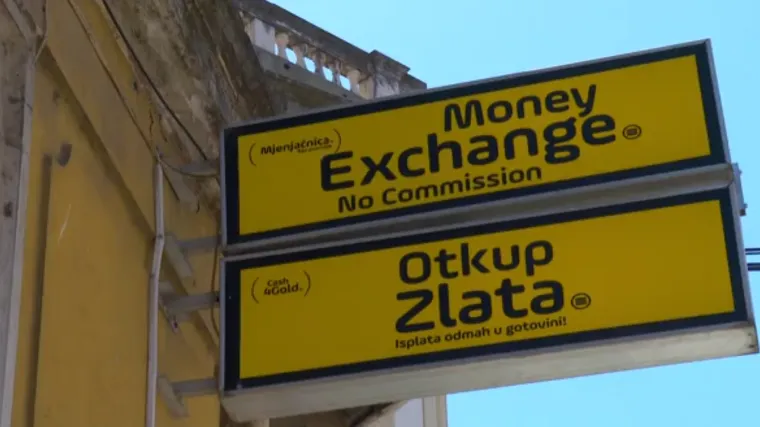 Money
(Mjenjačnica.)
Exchange.
No Commission
Otkup
(Cash
4Gold.)
Zlata.
Isplata odmah u gotovini!